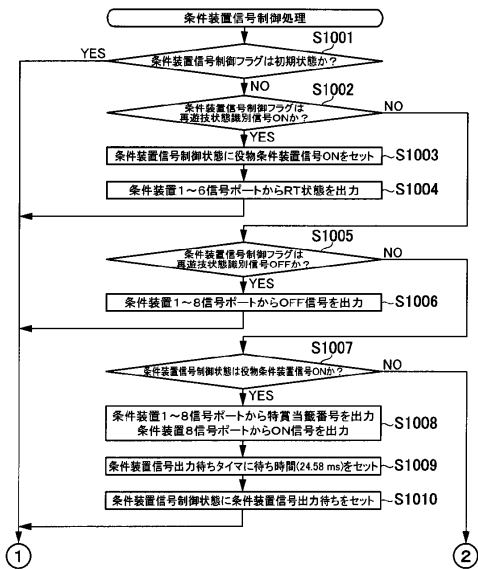 条件装置信号制御処理
S1001
YES
条件装置信号制御フラグは初期状態か？
NO
S1002
条件装置信号制御フラグは
再遊技状態識別信号ONか？
NO
YES
条件装置信号制御状態に役物条件装置信号ONをセット
S1003
条件装置1～6信号ポートからRT状態を出力
S1004
S1005
条件装置信号制御フラグは
再遊技状態識別信号OFFか？
NO
YES
条件装置1～8信号ポートからOFF信号を出力
S1006
S1007
条件装置信号制御状態は役物条件装置信号ONか？
NO
YES
条件装置1～8信号ポートから特賞当籤番号を出力
条件装置8信号ポートからON信号を出力
S1008
条件装置信号出力待ちタイマに待ち時間(24.58 ms)をセット
S1009
条件装置信号制御状態に条件装置信号出力待ちをセット
S1010
1
2